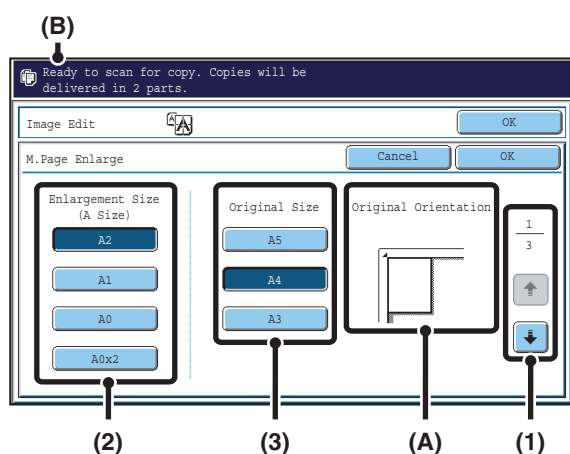 (B)
Ready to scan for copy. Copies will be
delivered in 2 parts.
Image Edit
A A
OK
M.Page Enlarge
Cancel
OK
Enlargement Size
(A Size)
A2
A1
A0
A0x2
Original Size
A5
A4
A3
Original Orientation
1
3
(2)
(3)
(A)
(1)